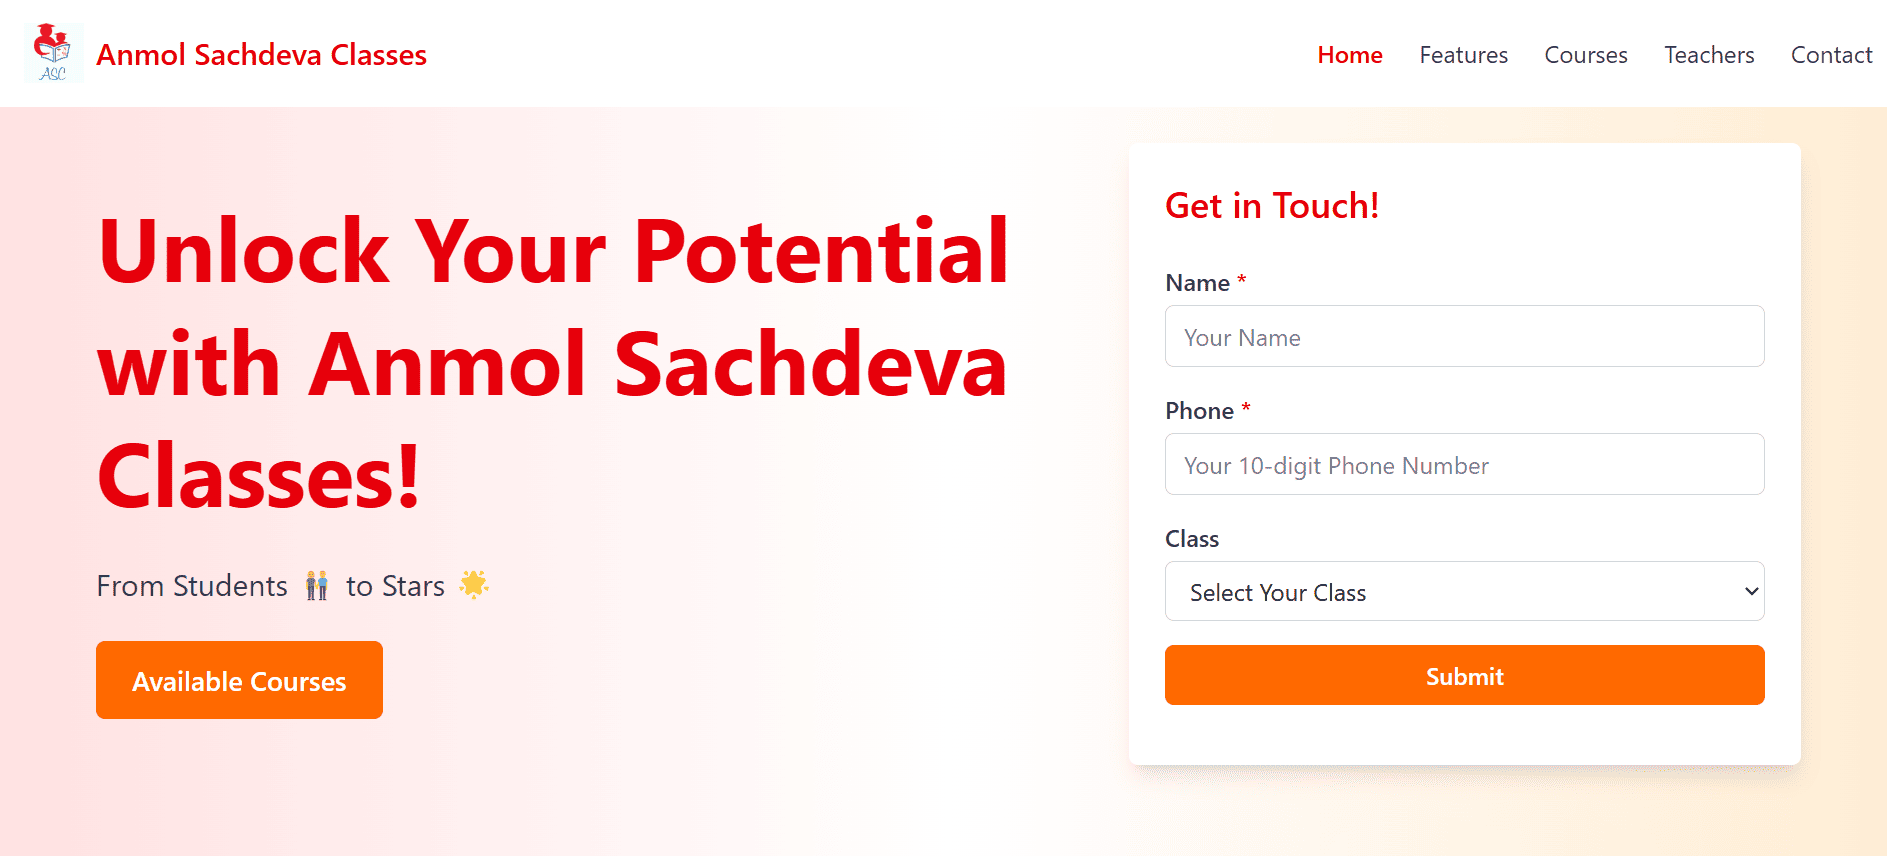 ASC
Anmol Sachdeva Classes
Home
Features
Courses
Teachers
Contact
Unlock Your Potential
with Anmol Sachdeva
Classes!
From Students 👬 to Stars 🌟
Available Courses
Get in Touch!
Name *
Your Name
Phone *
Your 10-digit Phone Number
Class
Select Your Class
Submit